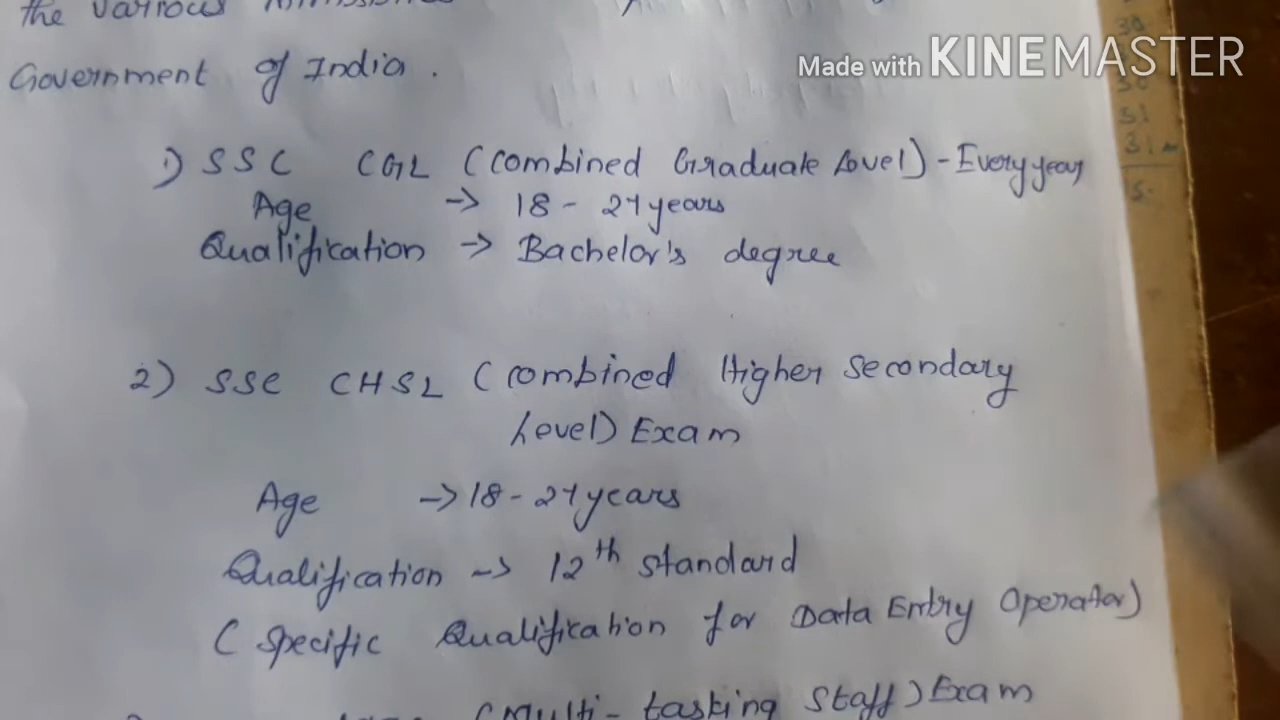 the various
Government of India.
Made with KINEMASTER
1) SSC CGL (Combined Graduate Level) - Every year
Age -> 18 - 27 years
Qualification -> Bachelor's degree
2) SSC CHSL (Combined Higher Secondary
Level) Exam
Age -> 18 - 27 years
Qualification -> 12th standard
(Specific Qualification for Data Entry Operator)
(Multi-tasking Staff) Exam